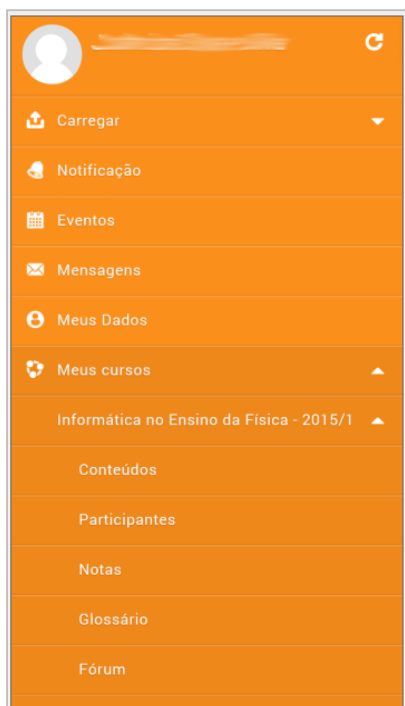 Carregar
Notificação
Eventos
Mensagens
Meus Dados
Meus cursos
Informática no Ensino da Física - 2015/1
Conteúdos
Participantes
Notas
Glossário
Fórum